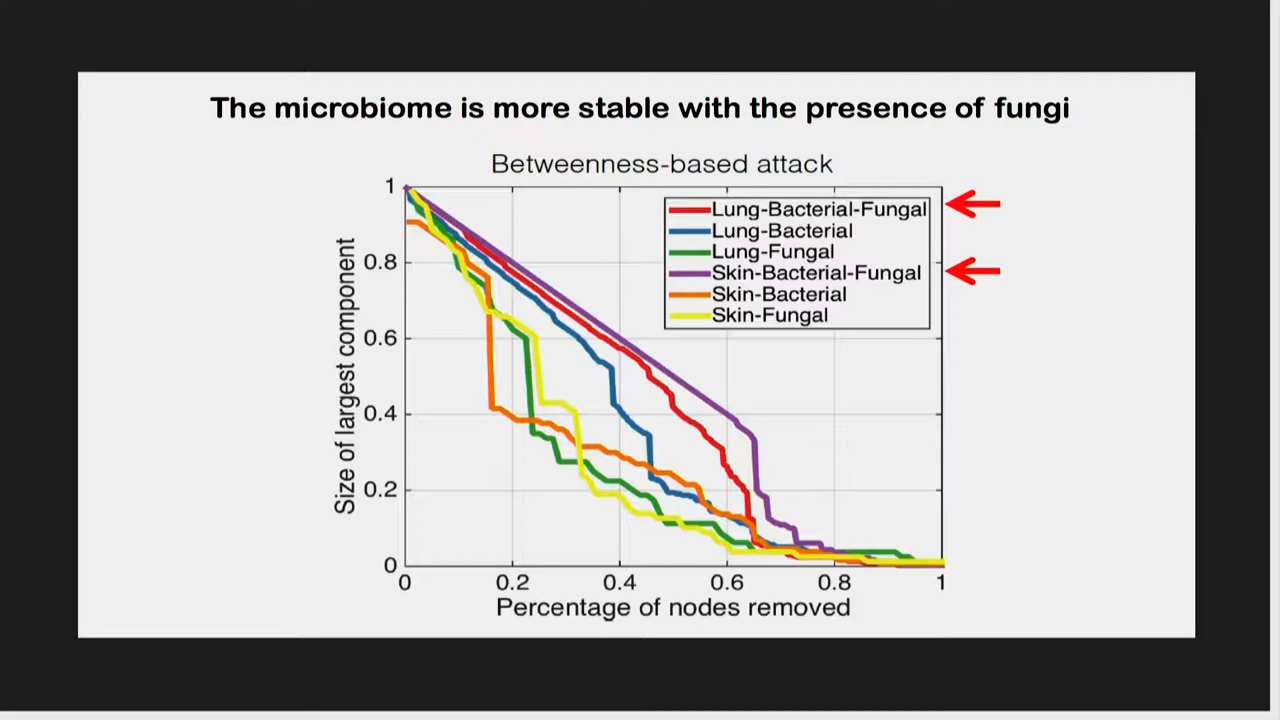 The microbiome is more stable with the presence of fungi
Betweenness-based attack
Lung-Bacterial-Fungal
Lung-Bacterial
Lung-Fungal
Skin-Bacterial-Fungal
Skin-Bacterial
Skin-Fungal
Size of largest component
1
0.8
0.6
0.4
0.2
0
0 0.2 0.4 0.6 0.8 1
Percentage of nodes removed